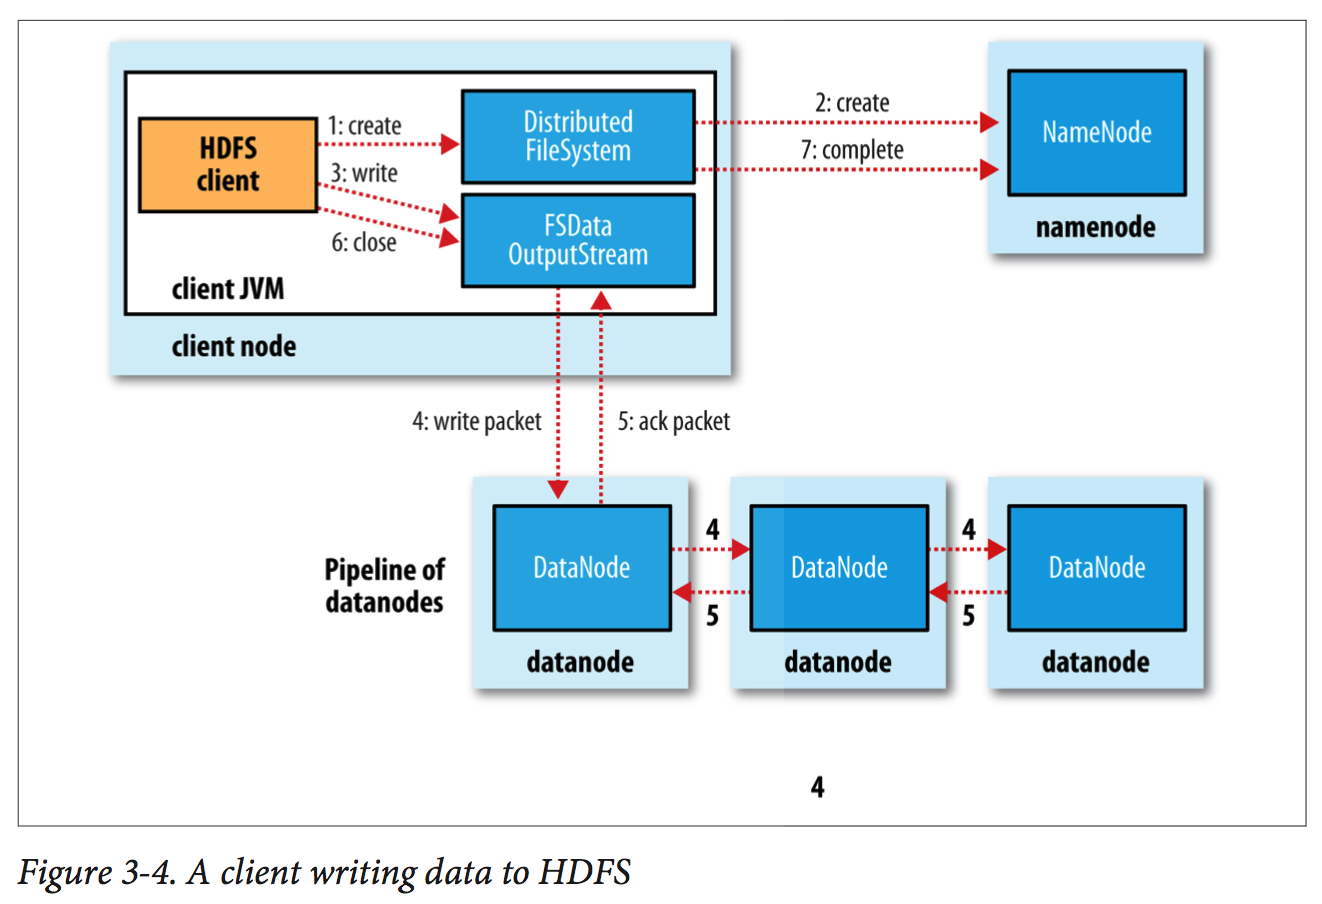 HDFS
client
1: create
3: write
6: close
Distributed
FileSystem
FSData
OutputStream
client JVM
client node
2: create
7: complete
NameNode
namenode
4: write packet
5: ack packet
Pipeline of
datanodes
DataNode
datanode
4
5
DataNode
datanode
4
5
DataNode
datanode
4
Figure 3-4. A client writing data to HDFS